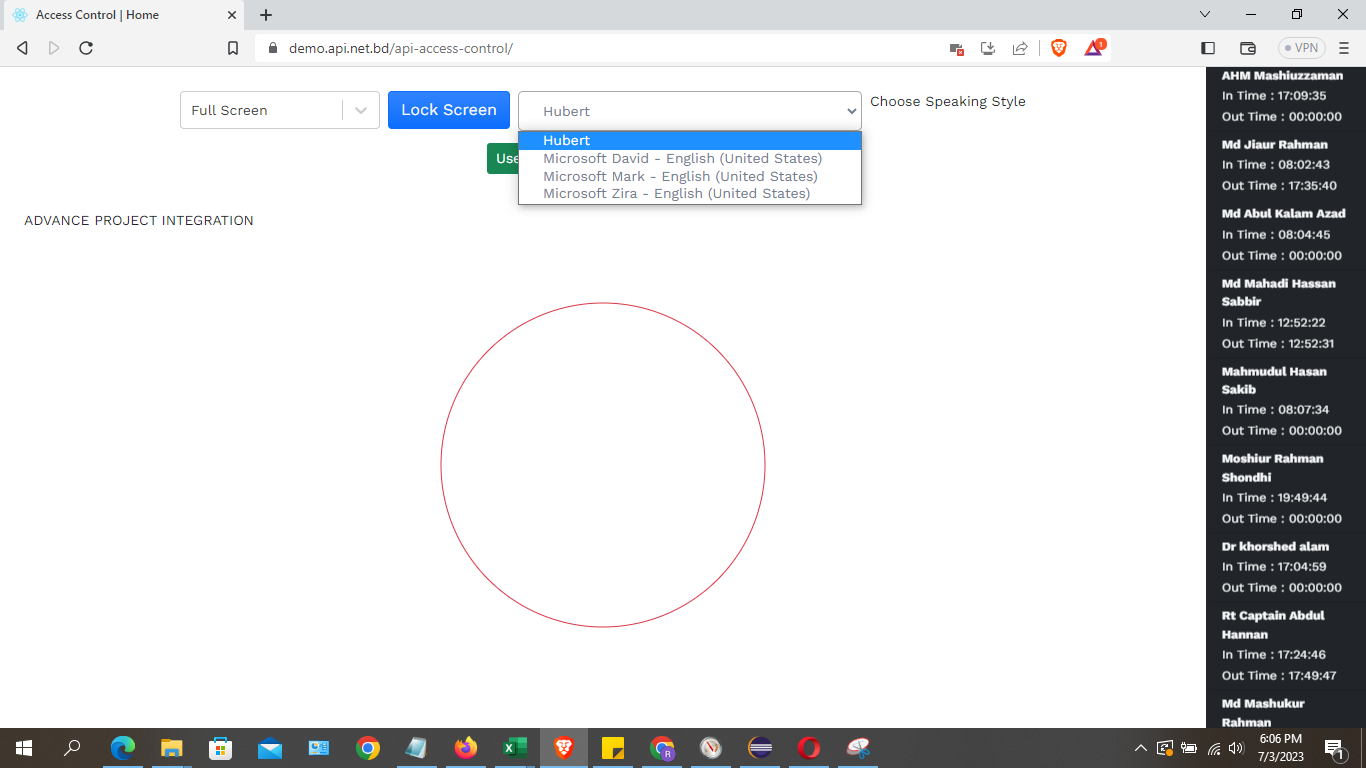 Access Control | Home
demo.api.net.bd/api-access-control/
1
VPN
Full Screen
Lock Screen
Hubert
Choose Speaking Style
Hubert
Microsoft David - English (United States)
Microsoft Mark - English (United States)
Microsoft Zira - English (United States)
Use
ADVANCE PROJECT INTEGRATION
AHM Mashiuzzaman
In Time : 17:09:35
Out Time : 00:00:00
Md Jiaur Rahman
In Time : 08:02:43
Out Time : 17:35:40
Md Abul Kalam Azad
In Time : 08:04:45
Out Time : 00:00:00
Md Mahadi Hassan
Sabbir
In Time : 12:52:22
Out Time : 12:52:31
Mahmudul Hasan
Sakib
In Time : 08:07:34
Out Time : 00:00:00
Moshiur Rahman
Shondhi
In Time : 19:49:44
Out Time : 00:00:00
Dr khorshed alam
In Time : 17:04:59
Out Time : 00:00:00
Rt Captain Abdul
Hannan
In Time : 17:24:46
Out Time : 17:49:47
Md Mashukur
Rahman
R
6:06 PM
7/3/2023
1